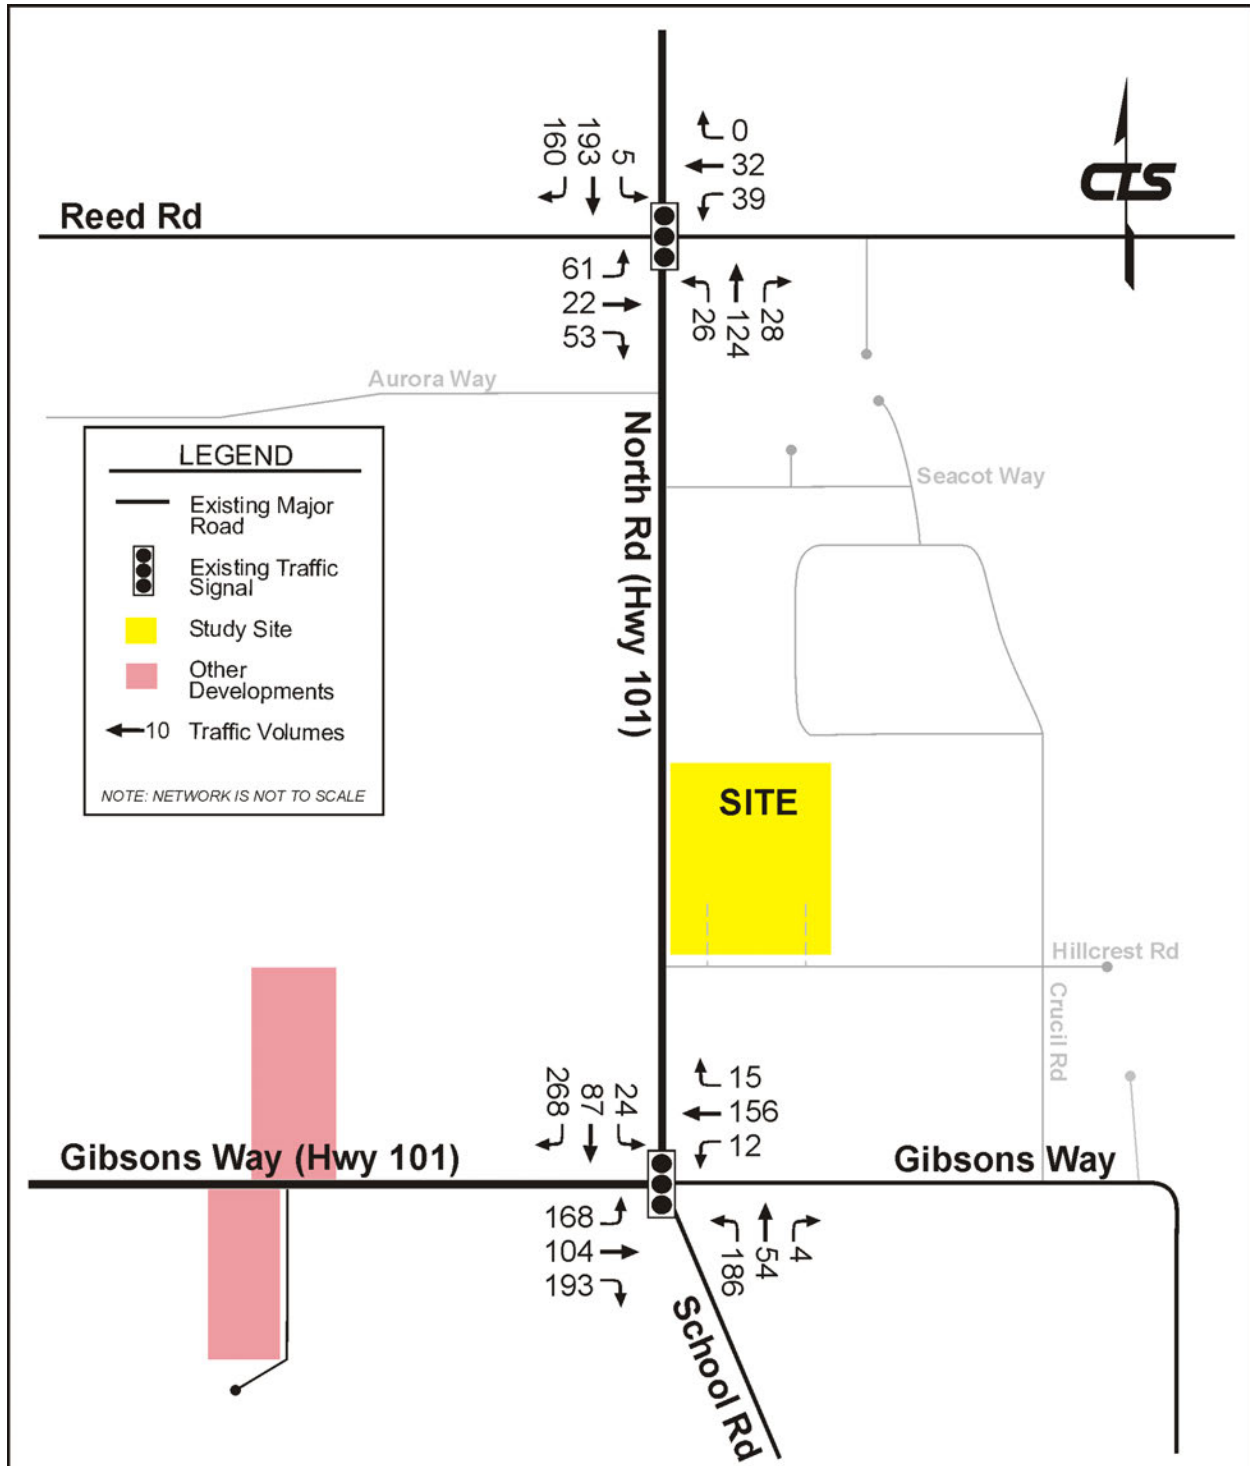 160
193
5
0
32
39
CTS
Reed Rd
61
22
53
26
124
28
Aurora Way
North Rd (Hwy 101)
Seacot Way
LEGEND
Existing Major
Road
Existing Traffic
Signal
Study Site
Other
Developments
10 Traffic Volumes
NOTE: NETWORK IS NOT TO SCALE
SITE
Hillcrest Rd
Crucil Rd
268
87
24
15
156
12
Gibsons Way (Hwy 101)
Gibsons Way
168
104
193
186
54
4
School Rd